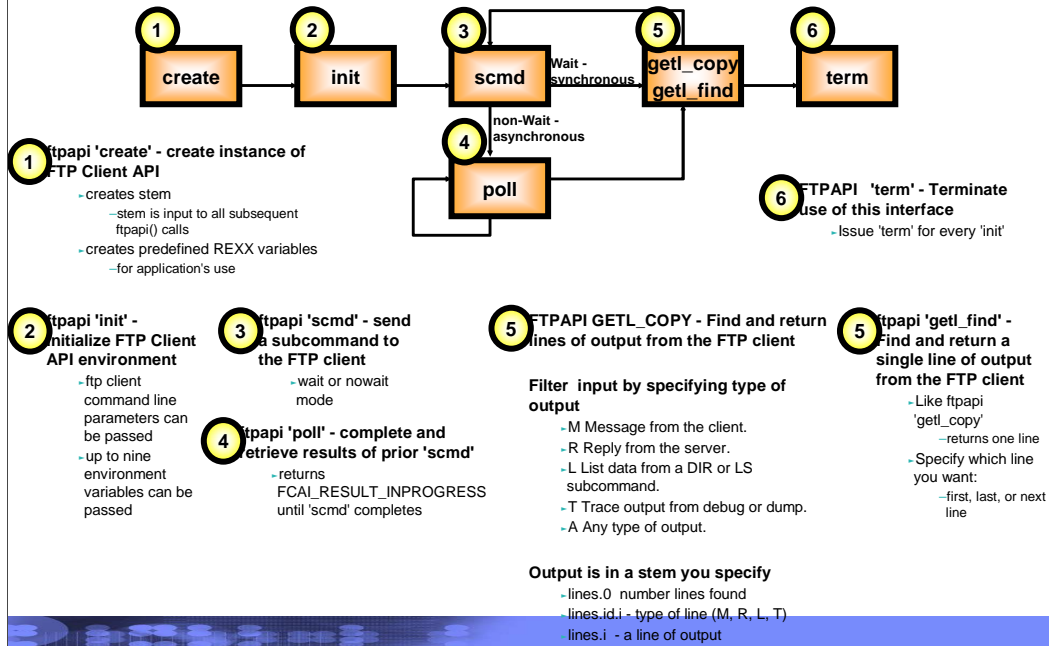 1
2
3
5
6
create
init
scmd
Wait -
synchronous
getl_copy
getl_find
term
non-Wait -
asynchronous
4
poll
1
ftpapi 'create' - create instance of
FTP Client API
►creates stem
–stem is input to all subsequent
ftpapi() calls
►creates predefined REXX variables
–for application's use
6
FTPAPI 'term' - Terminate
use of this interface
►Issue 'term' for every 'init'
2
ftpapi 'init' -
initialize FTP Client
API environment
►ftp client
command line
parameters can
be passed
►up to nine
environment
variables can be
passed
3
ftpapi 'scmd' - send
a subcommand to
the FTP client
►wait or nowait
mode
4
ftpapi 'poll' - complete and
retrieve results of prior 'scmd'
►returns
FCAI_RESULT_INPROGRESS
until 'scmd' completes
5
FTPAPI GETL_COPY - Find and return
lines of output from the FTP client
Filter input by specifying type of
output
►M Message from the client.
►R Reply from the server.
►L List data from a DIR or LS
subcommand.
►T Trace output from debug or dump.
►A Any type of output.
Output is in a stem you specify
►lines.0 number lines found
►lines.id.i - type of line (M, R, L, T)
►lines.i - a line of output
5
ftpapi 'getl_find' -
Find and return a
single line of output
from the FTP client
►Like ftpapi
'getl_copy'
–returns one line
►Specify which line
you want:
–first, last, or next
line